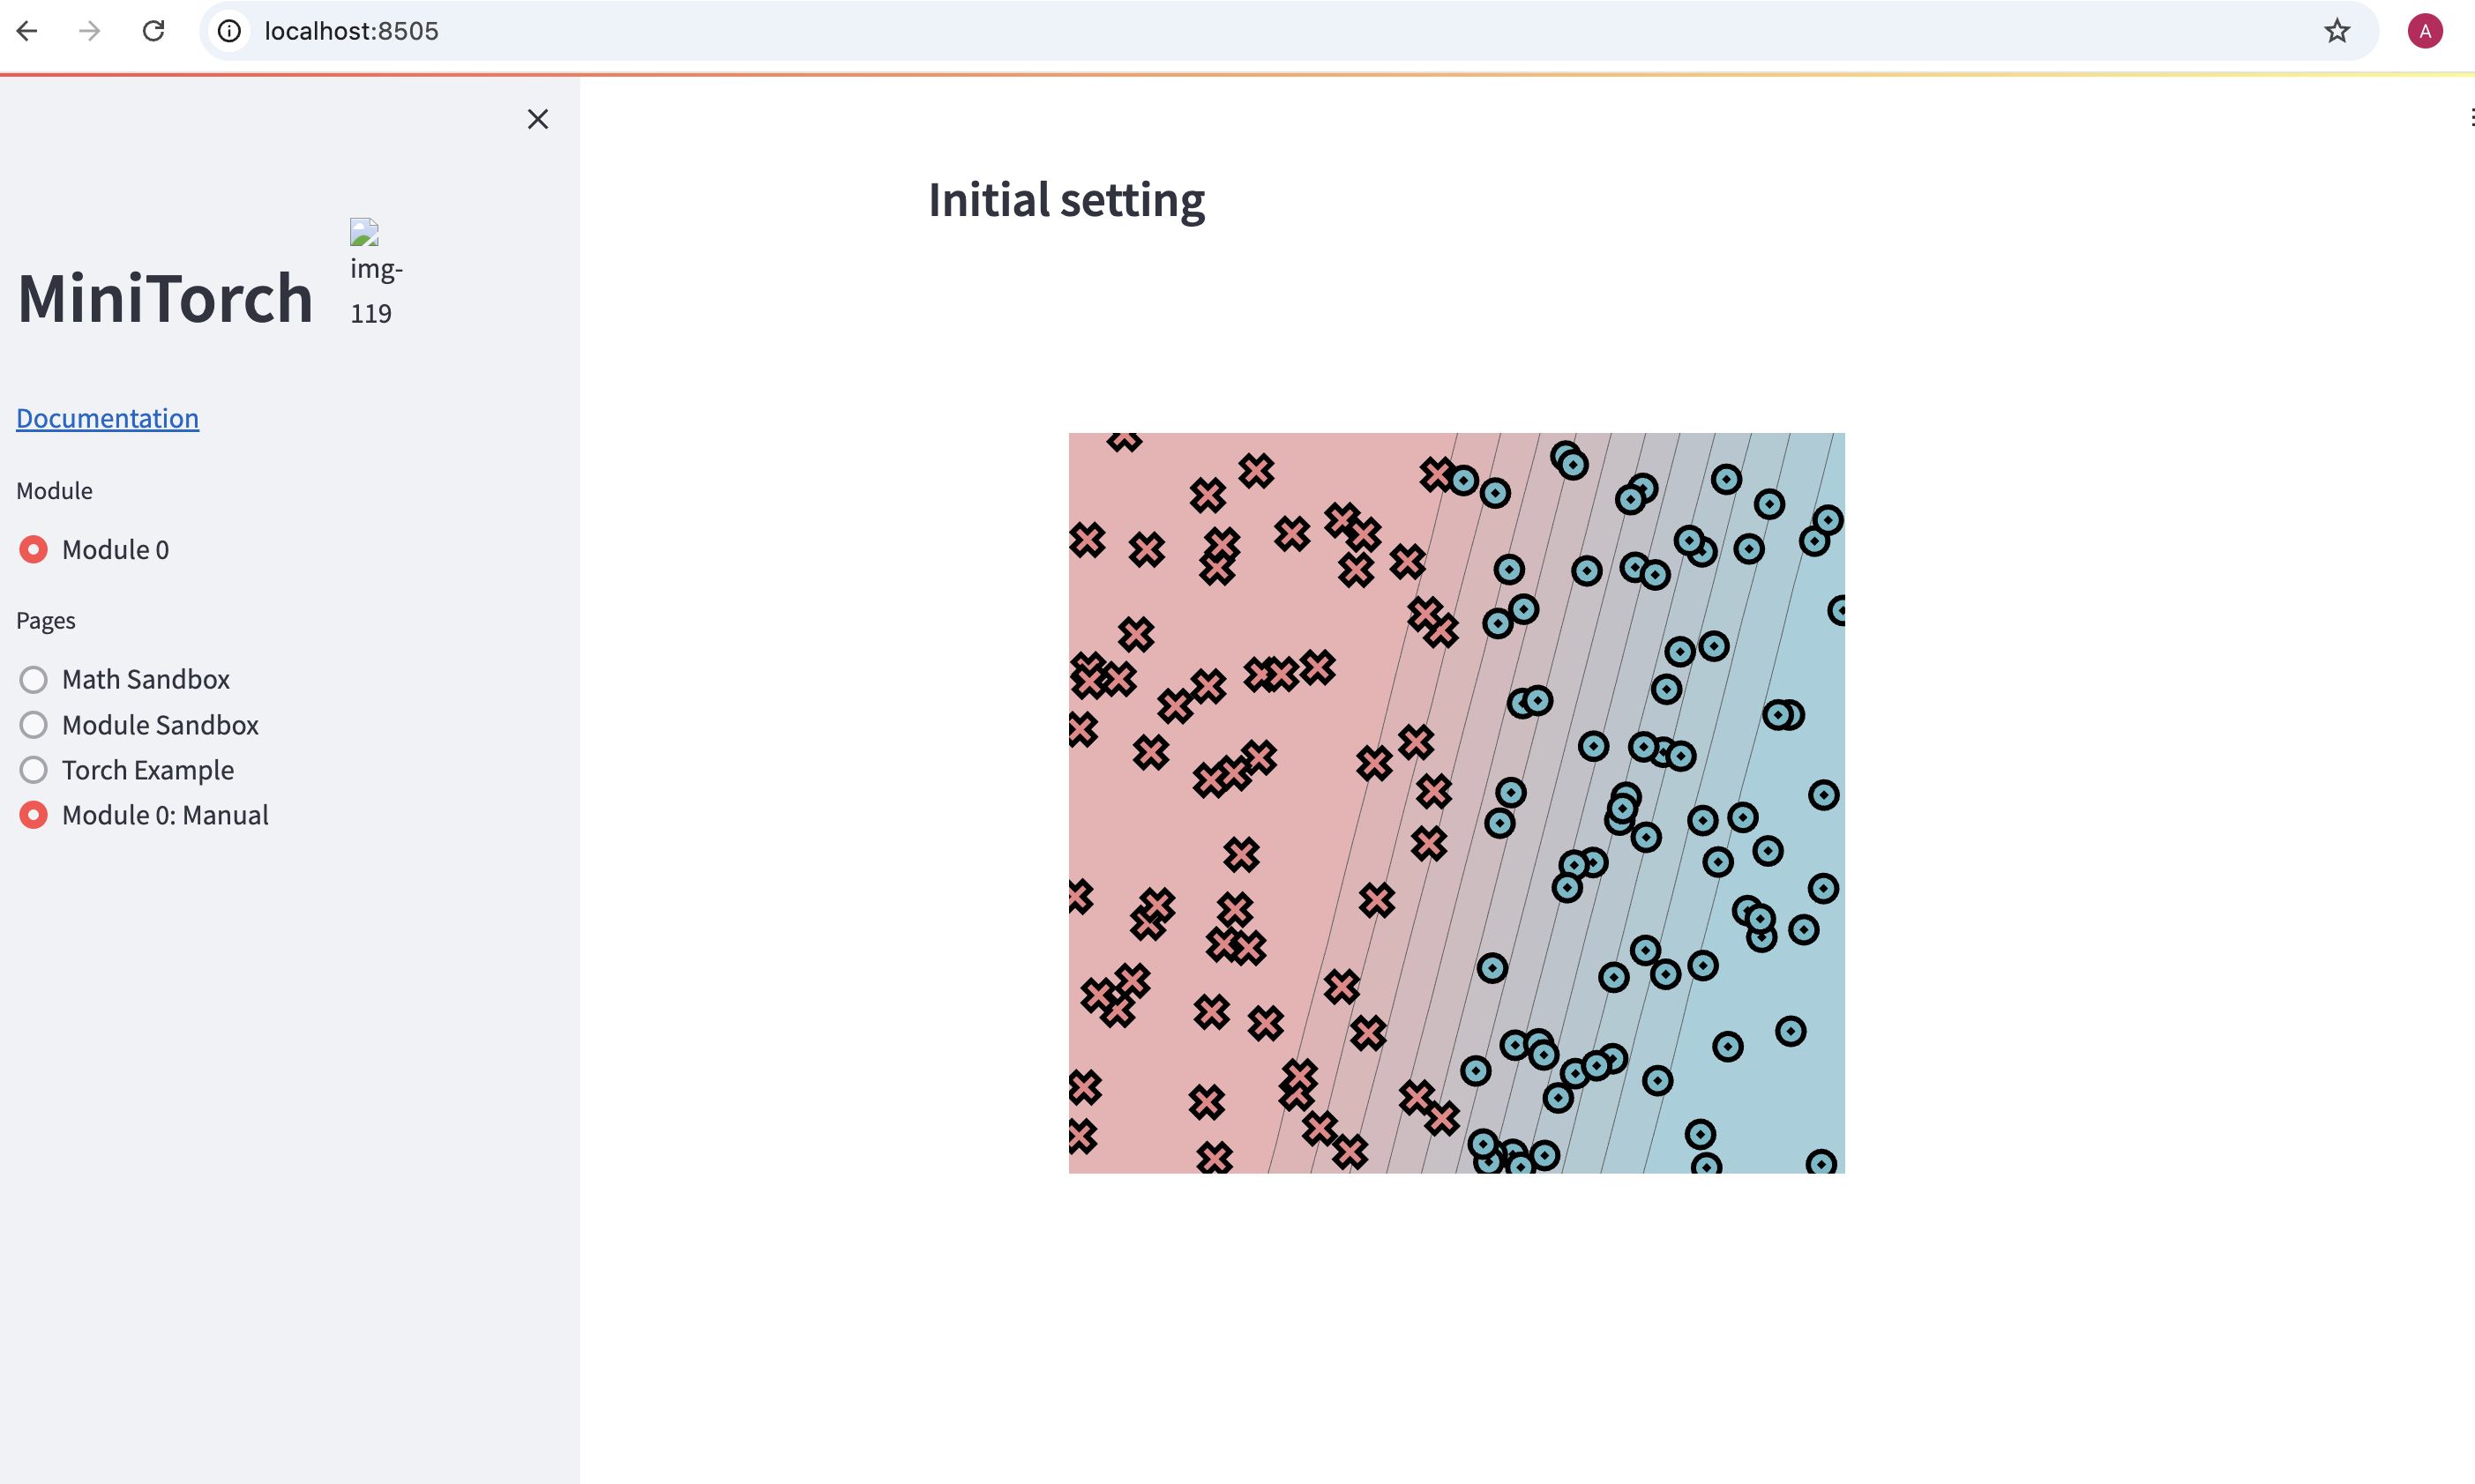 localhost:8505
A
Initial setting
MiniTorch
img-
119
Documentation
Module
Module 0
Pages
Math Sandbox
Module Sandbox
Torch Example
Module 0: Manual